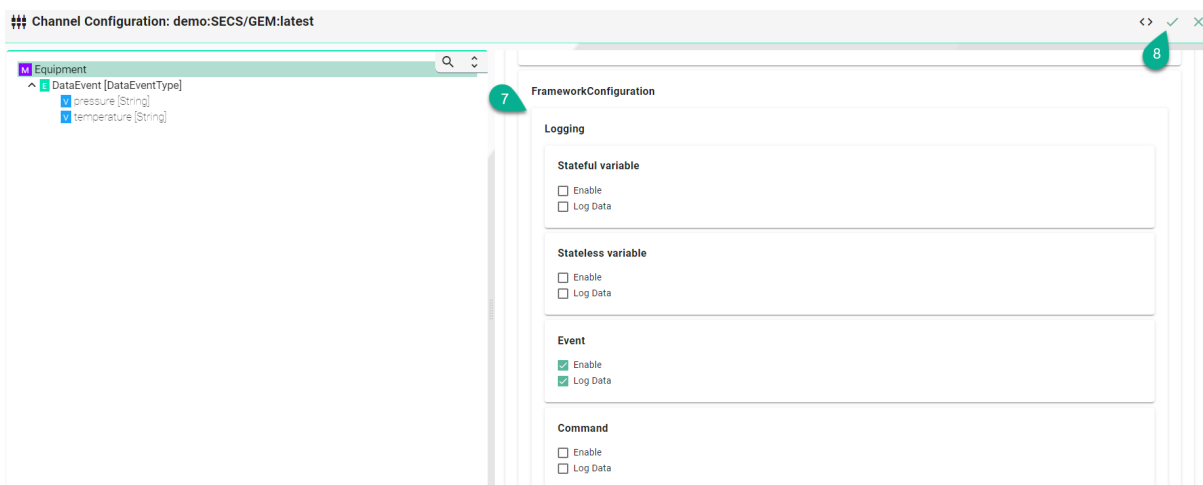 Channel Configuration: demo:SECS/GEM:latest
8
M Equipment
E DataEvent [DataEventType]
V pressure [String]
V temperature [String]
7
FrameworkConfiguration
Logging
Stateful variable
Enable
Log Data
Stateless variable
Enable
Log Data
Event
Enable
Log Data
Command
Enable
Log Data